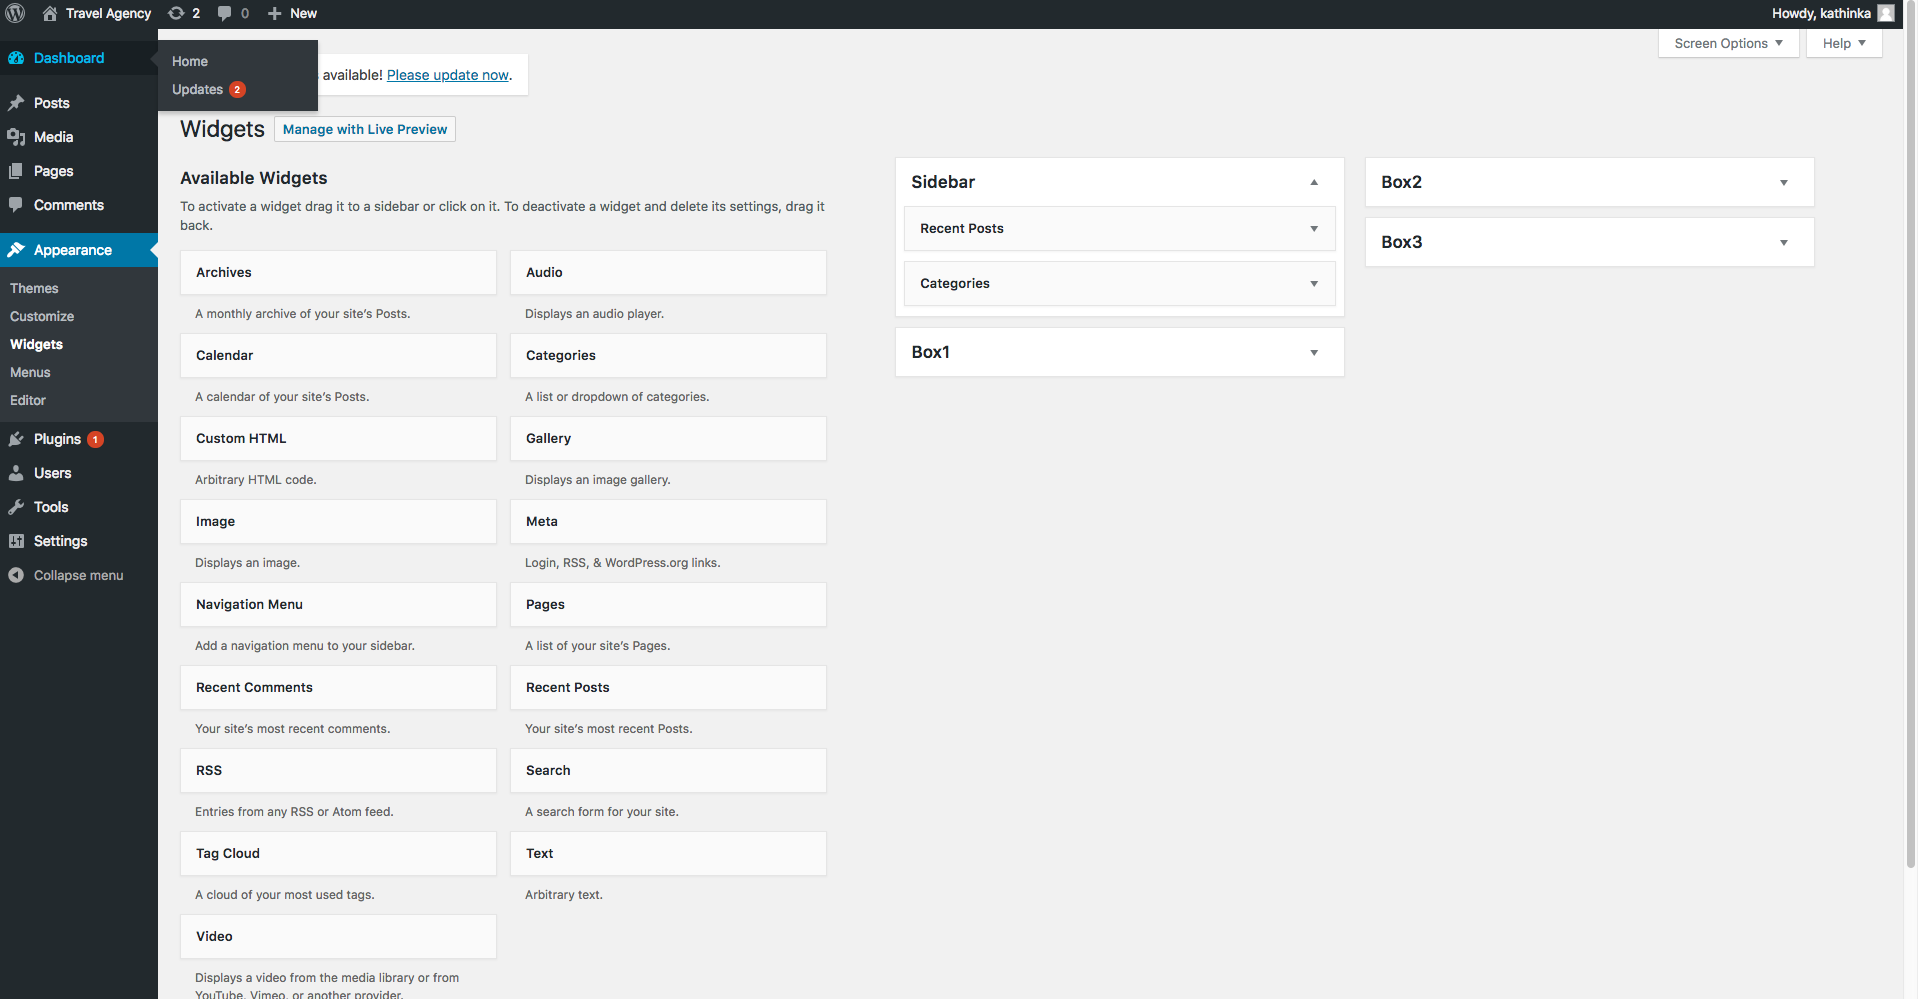 Travel Agency 2 0 New
Howdy, kathinka
Screen Options
Help
Dashboard
Home
Updates 2
available! Please update now.
Posts
Media
Pages
Comments
Appearance
Themes
Customize
Widgets
Menus
Editor
Plugins 1
Users
Tools
Settings
Collapse menu
Widgets
Manage with Live Preview
Available Widgets
To activate a widget drag it to a sidebar or click on it. To deactivate a widget and delete its settings, drag it
back.
Archives
A monthly archive of your site’s Posts.
Audio
Displays an audio player.
Calendar
A calendar of your site’s Posts.
Categories
A list or dropdown of categories.
Custom HTML
Arbitrary HTML code.
Gallery
Displays an image gallery.
Image
Displays an image.
Meta
Login, RSS, & WordPress.org links.
Navigation Menu
Add a navigation menu to your sidebar.
Pages
A list of your site’s Pages.
Recent Comments
Your site’s most recent comments.
Recent Posts
Your site’s most recent Posts.
RSS
Entries from any RSS or Atom feed.
Search
A search form for your site.
Tag Cloud
A cloud of your most used tags.
Text
Arbitrary text.
Video
Displays a video from the media library or from
YouTube, Vimeo, or another provider.
Sidebar
Recent Posts
Categories
Box1
Box2
Box3